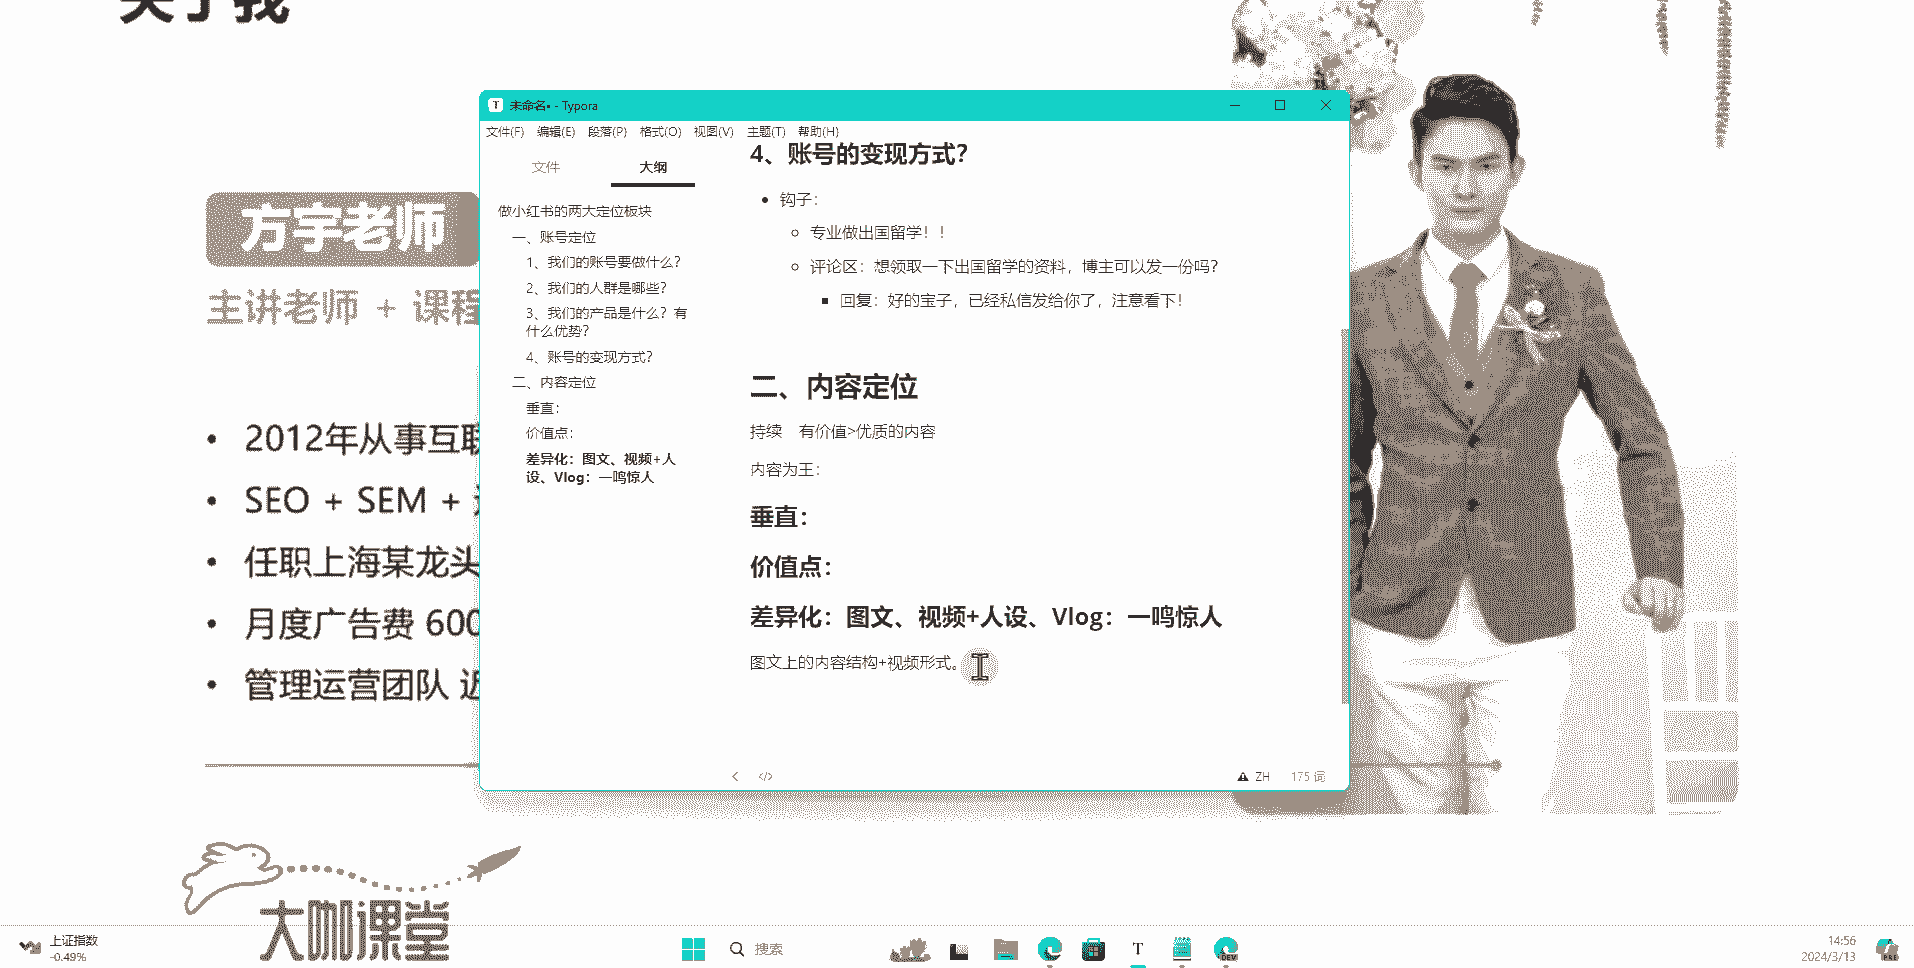 关于我
方宇老师
主讲老师 + 课程
• 2012年从事互联
• SEO + SEM +
• 任职上海某龙头
• 月度广告费 600
• 管理运营团队 近
大咖课堂
T 未命名• - Typora
文件(F) 编辑(E) 段落(P) 格式(O) 视图(V) 主题(T) 帮助(H)
文件 大纲
做小红书的两大定位板块
一、账号定位
1、我们的账号要做什么？
2、我们的人群是哪些？
3、我们的产品是什么？有
什么优势？
4、账号的变现方式？
二、内容定位
垂直：
价值点：
差异化：图文、视频+人
设、Vlog：一鸣惊人
4、账号的变现方式？
• 钩子：
○ 专业做出国留学！！
○ 评论区：想领取一下出国留学的资料，博主可以发一份吗？
▪ 回复：好的宝子，已经私信发给你了，注意看下！
二、内容定位
持续 有价值>优质的内容
内容为王：
垂直：
价值点：
差异化：图文、视频+人设、Vlog：一鸣惊人
图文上的内容结构+视频形式。
</> ZH 175 词
上证指数
-0.49%
搜索
T
DEV
14:56
2024/3/13
PRE